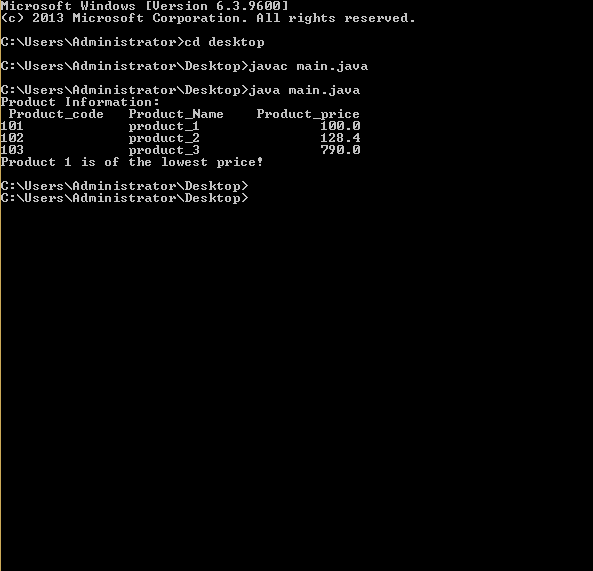 Microsoft Windows [Version 6.3.9600]
(c) 2013 Microsoft Corporation. All rights reserved.
C:\Users\Administrator>cd desktop
C:\Users\Administrator\Desktop>javac main.java
C:\Users\Administrator\Desktop>java main.java
Product Information:
Product_code Product_Name Product_price
101 product_1 100.0
102 product_2 128.4
103 product_3 790.0
Product 1 is of the lowest price!
C:\Users\Administrator\Desktop>
C:\Users\Administrator\Desktop>